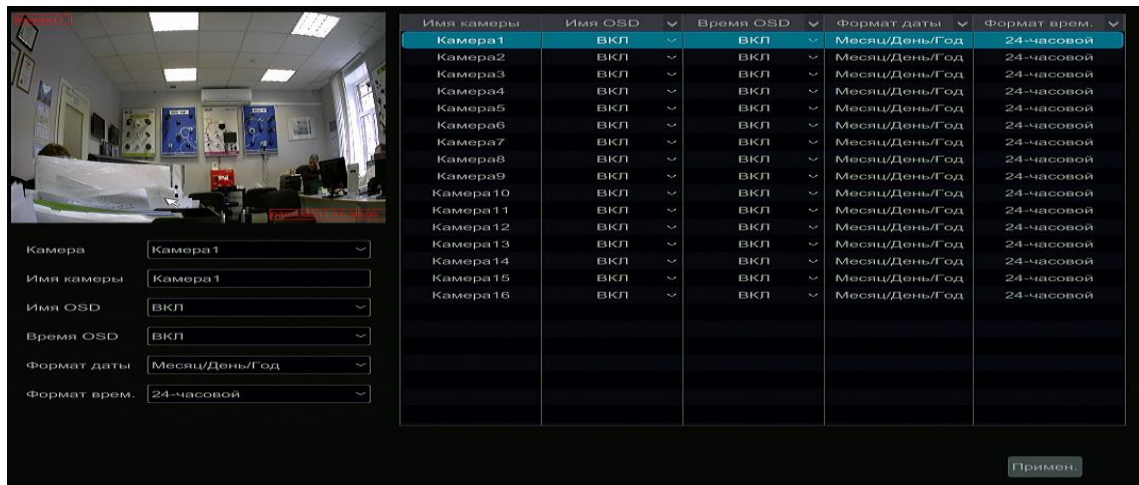 Имя камеры Имя OSD Время OSD Формат даты Формат врем.
Камера1 ВКЛ ВКЛ Месяц/День/Год 24-часовой
Камера2 ВКЛ ВКЛ Месяц/День/Год 24-часовой
Камера3 ВКЛ ВКЛ Месяц/День/Год 24-часовой
Камера4 ВКЛ ВКЛ Месяц/День/Год 24-часовой
Камера5 ВКЛ ВКЛ Месяц/День/Год 24-часовой
Камера6 ВКЛ ВКЛ Месяц/День/Год 24-часовой
Камера7 ВКЛ ВКЛ Месяц/День/Год 24-часовой
Камера8 ВКЛ ВКЛ Месяц/День/Год 24-часовой
Камера9 ВКЛ ВКЛ Месяц/День/Год 24-часовой
Камера10 ВКЛ ВКЛ Месяц/День/Год 24-часовой
Камера11 ВКЛ ВКЛ Месяц/День/Год 24-часовой
Камера12 ВКЛ ВКЛ Месяц/День/Год 24-часовой
Камера13 ВКЛ ВКЛ Месяц/День/Год 24-часовой
Камера14 ВКЛ ВКЛ Месяц/День/Год 24-часовой
Камера15 ВКЛ ВКЛ Месяц/День/Год 24-часовой
Камера16 ВКЛ ВКЛ Месяц/День/Год 24-часовой
Камера Камера1
Имя камеры Камера1
Имя OSD ВКЛ
Время OSD ВКЛ
Формат даты Месяц/День/Год
Формат врем. 24-часовой
Примен.